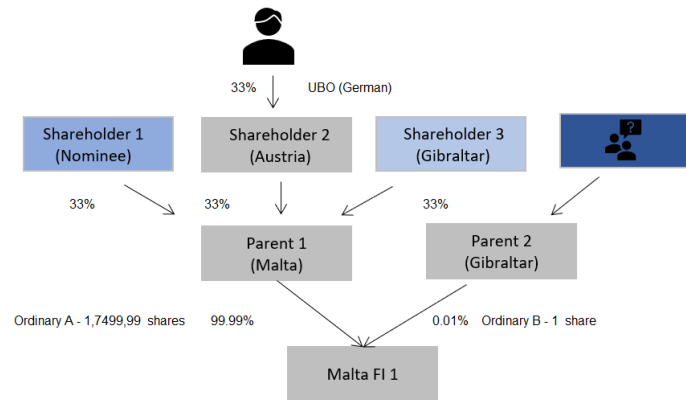 33%
UBO (German)
Shareholder 1
(Nominee)
Shareholder 2
(Austria)
Shareholder 3
(Gibraltar)
?
33%
33%
33%
Parent 1
(Malta)
Parent 2
(Gibraltar)
Ordinary A - 1,7499,99 shares
99.99%
0.01%
Ordinary B - 1 share
Malta FI 1